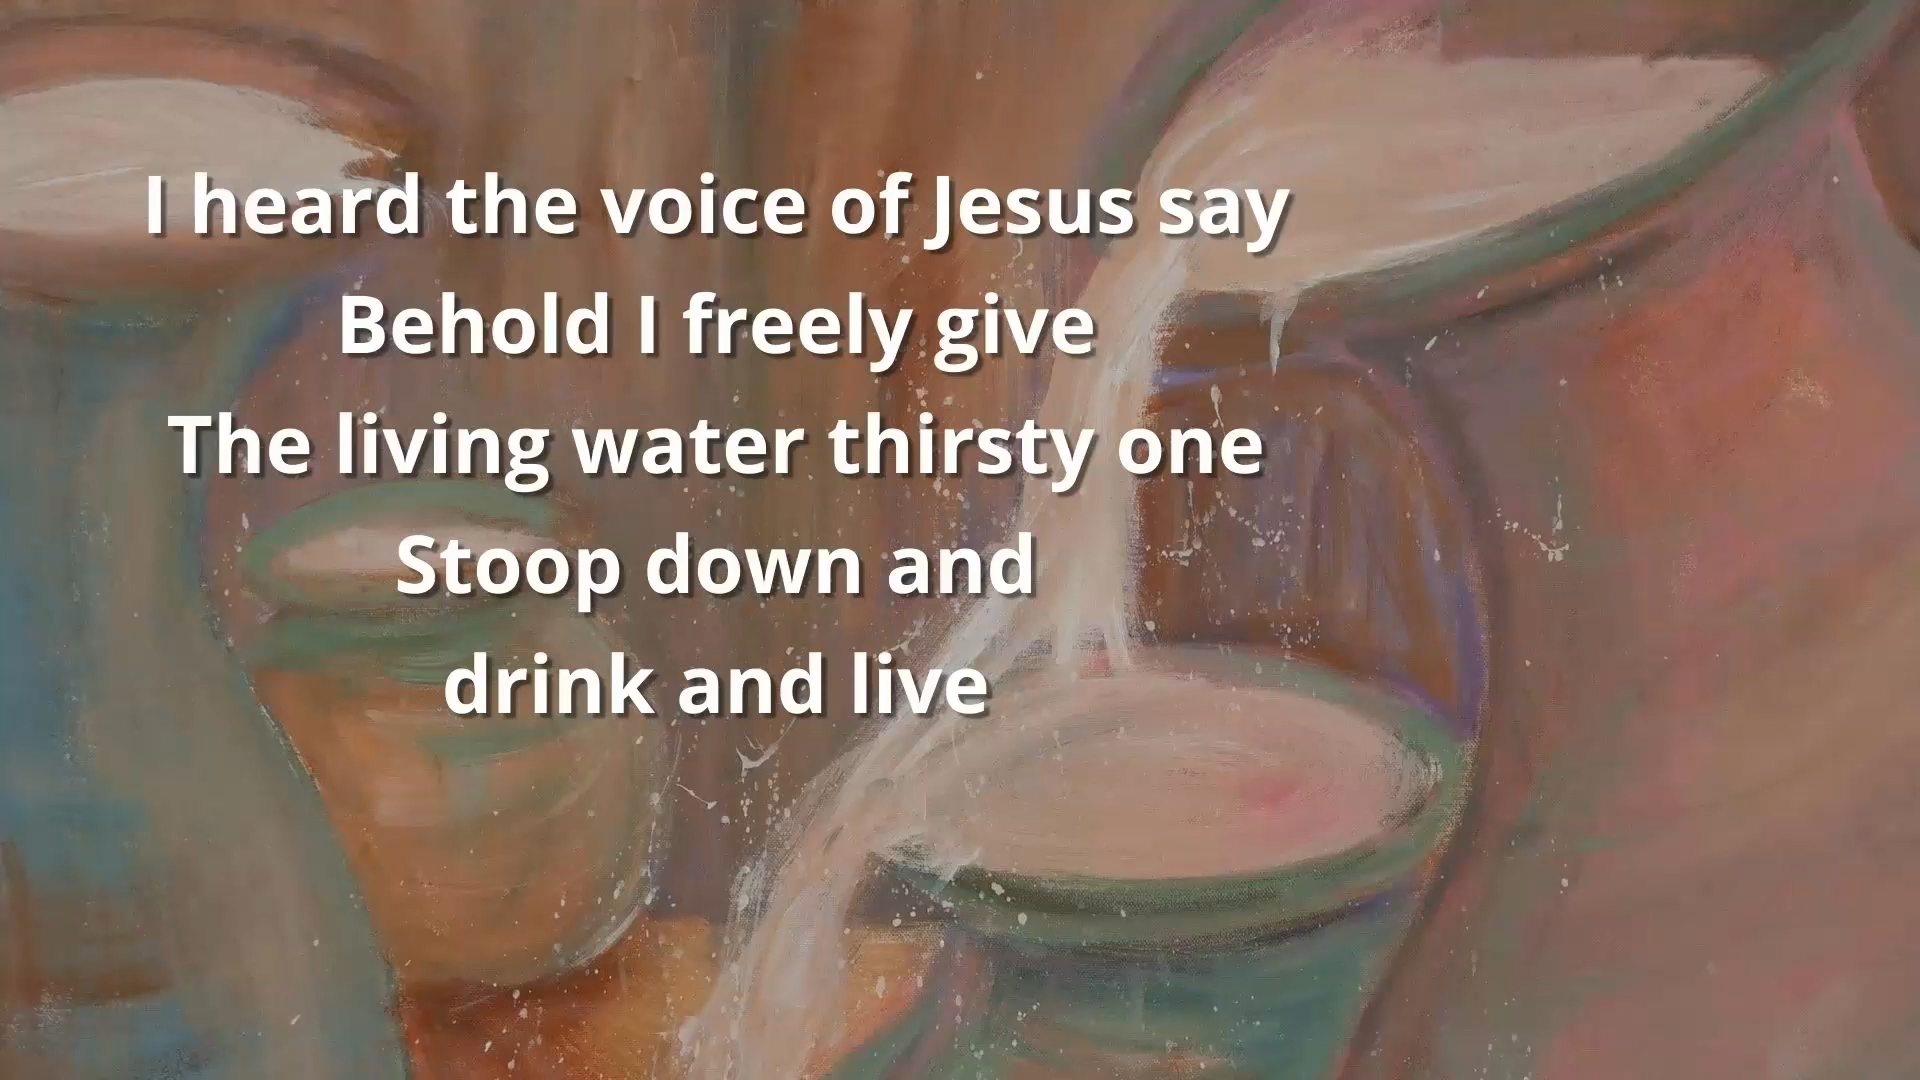 I heard the voice of Jesus say
Behold I freely give
The living water thirsty one
Stoop down and
drink and live